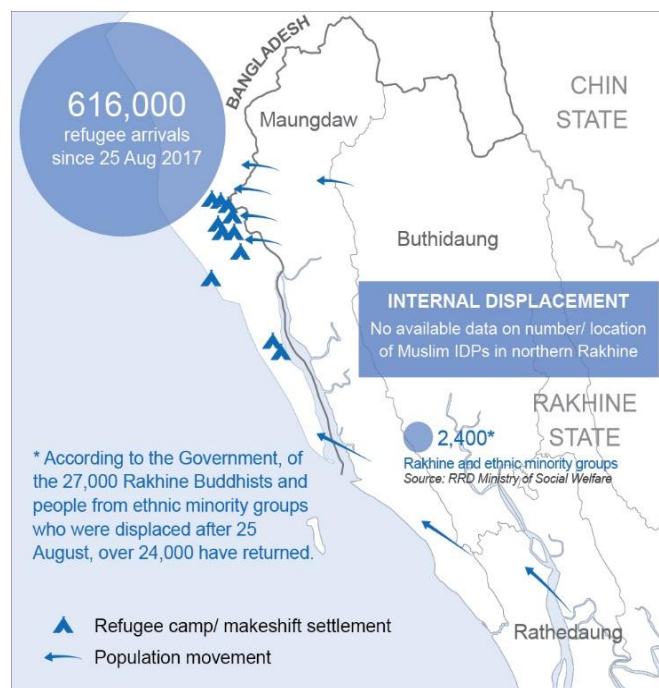 616,000
refugee arrivals
since 25 Aug 2017
BANGLADESH
Maungdaw
CHIN
STATE
Buthidaung
INTERNAL DISPLACEMENT
No available data on number/ location
of Muslim IDPs in northern Rakhine
RAKHINE
STATE
2,400*
Rakhine and ethnic minority groups
Source: RRD Ministry of Social Welfare
* According to the Government, of
the 27,000 Rakhine Buddhists and
people from ethnic minority groups
who were displaced after 25
August, over 24,000 have returned.
Refugee camp/ makeshift settlement
Population movement
Rathedaung